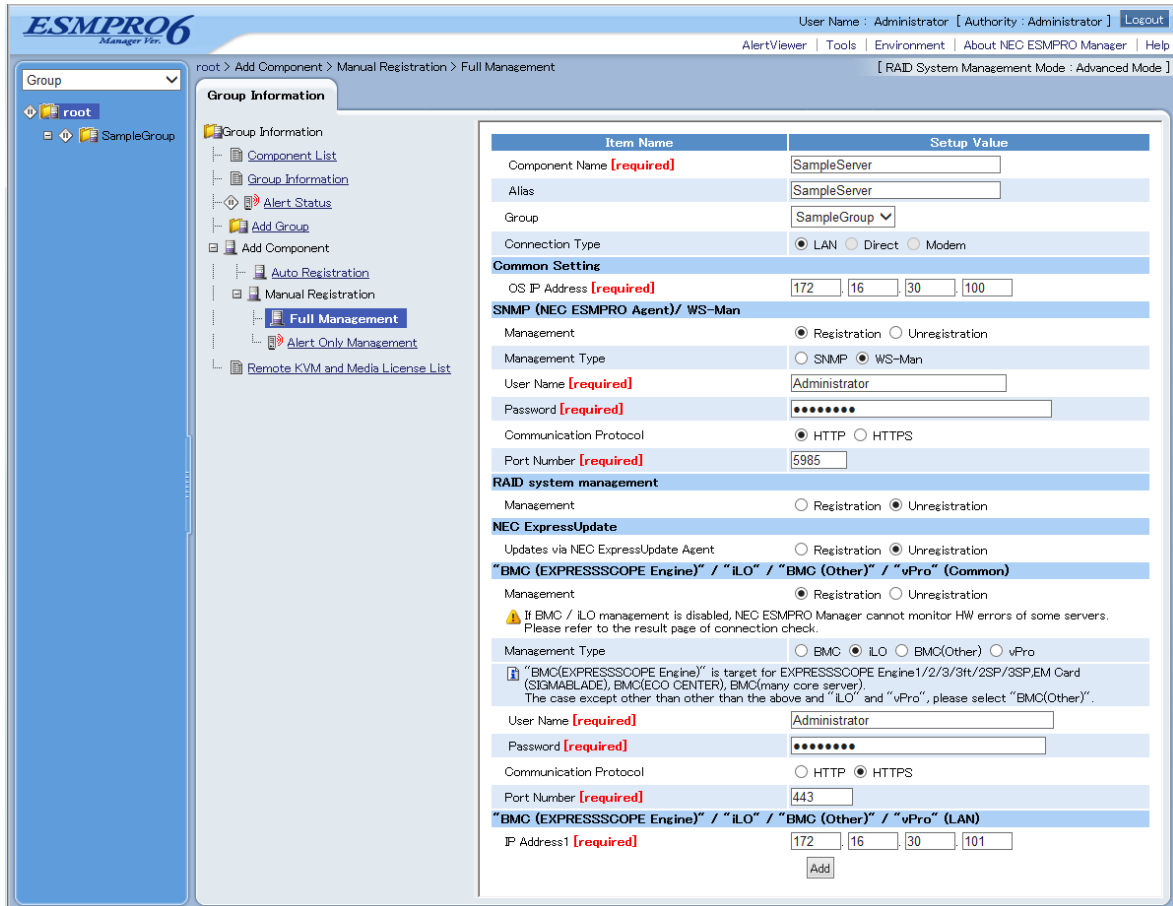 ESMPRO6
Manager Ver.
User Name : Administrator [ Authority : Administrator ] Logout
AlertViewer | Tools | Environment | About NEC ESMPRO Manager | Help
Group
root > Add Component > Manual Registration > Full Management
[ RAID System Management Mode : Advanced Mode ]
root
SampleGroup
Group Information
Group Information
Component List
Group Information
Alert Status
Add Group
Add Component
Auto Registration
Manual Registration
Full Management
Alert Only Management
Remote KVM and Media License List
Item Name Setup Value
Component Name [required] SampleServer
Alias SampleServer
Group SampleGroup
Connection Type LAN Direct Modem
Common Setting
OS IP Address [required] 172 . 16 . 30 . 100
SNMP (NEC ESMPRO Agent)/ WS-Man
Management Registration Unregistration
Management Type SNMP WS-Man
User Name [required] Administrator
Password [required] ●●●●●●●●
Communication Protocol HTTP HTTPS
Port Number [required] 5985
RAID system management
Management Registration Unregistration
NEC ExpressUpdate
Updates via NEC ExpressUpdate Agent Registration Unregistration
"BMC (EXPRESSSCOPE Engine)" / "iLO" / "BMC (Other)" / "vPro" (Common)
Management Registration Unregistration
If BMC / iLO management is disabled, NEC ESMPRO Manager cannot monitor HW errors of some servers.
Please refer to the result page of connection check.
Management Type BMC iLO BMC(Other) vPro
"BMC(EXPRESSSCOPE Engine)" is target for EXPRESSSCOPE Engine1/2/3/3ft/2SP/3SP,EM Card
(SIGMABLADE), BMC(ECO CENTER), BMC(many core server).
The case except other than other than the above and "iLO" and "vPro", please select "BMC(Other)".
User Name [required] Administrator
Password [required] ●●●●●●●●
Communication Protocol HTTP HTTPS
Port Number [required] 443
"BMC (EXPRESSSCOPE Engine)" / "iLO" / "BMC (Other)" / "vPro" (LAN)
IP Address1 [required] 172 . 16 . 30 . 101
Add